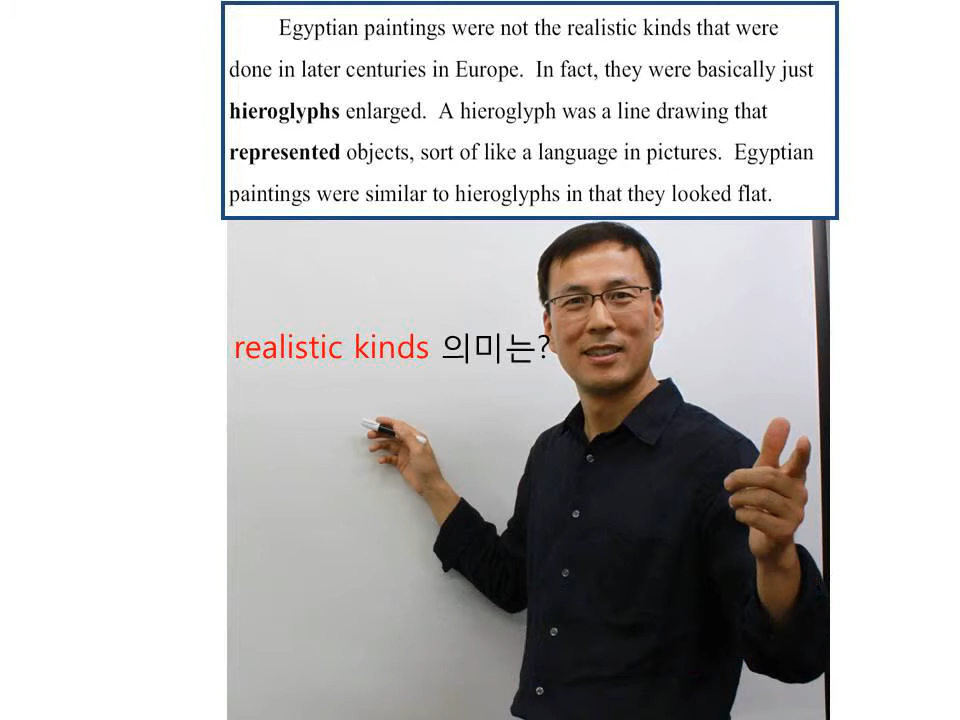 Egyptian paintings were not the realistic kinds that were
done in later centuries in Europe. In fact, they were basically just
hieroglyphs enlarged. A hieroglyph was a line drawing that
represented objects, sort of like a language in pictures. Egyptian
paintings were similar to hieroglyphs in that they looked flat.
realistic kinds 의미는?